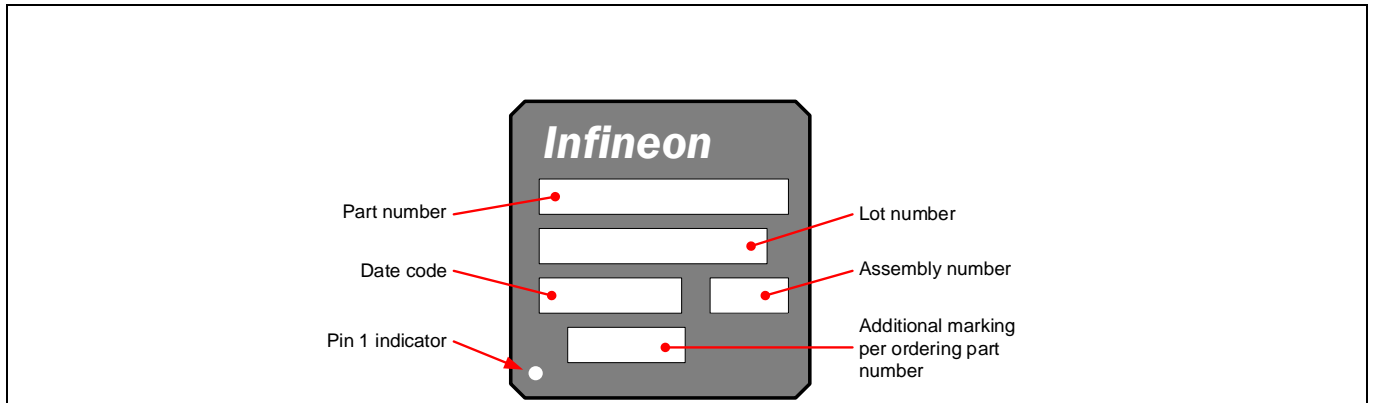 Infineon
Part number
Lot number
Date code
Assembly number
Pin 1 indicator
Additional marking
per ordering part
number